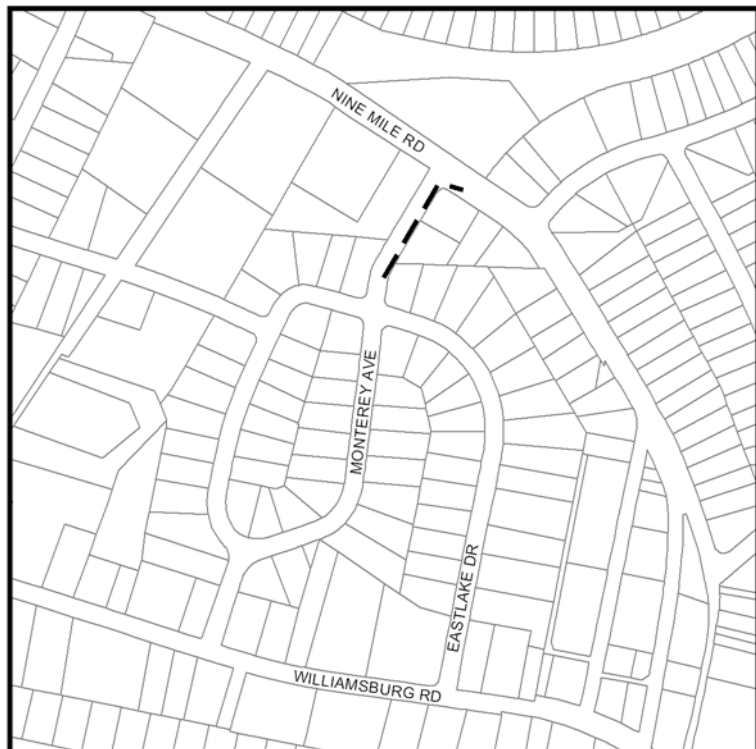 NINE MILE RD
MONTEREY AVE
EASTLAKE DR
WILLIAMSBURG RD